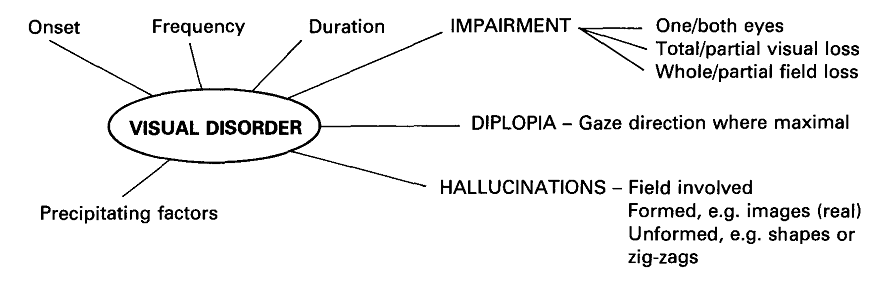 Onset
Frequency
Duration
IMPAIRMENT
One/both eyes
Total/partial visual loss
Whole/partial field loss
VISUAL DISORDER
DIPLOPIA – Gaze direction where maximal
HALLUCINATIONS – Field involved
Formed, e.g. images (real)
Unformed, e.g. shapes or
zig-zags
Precipitating factors